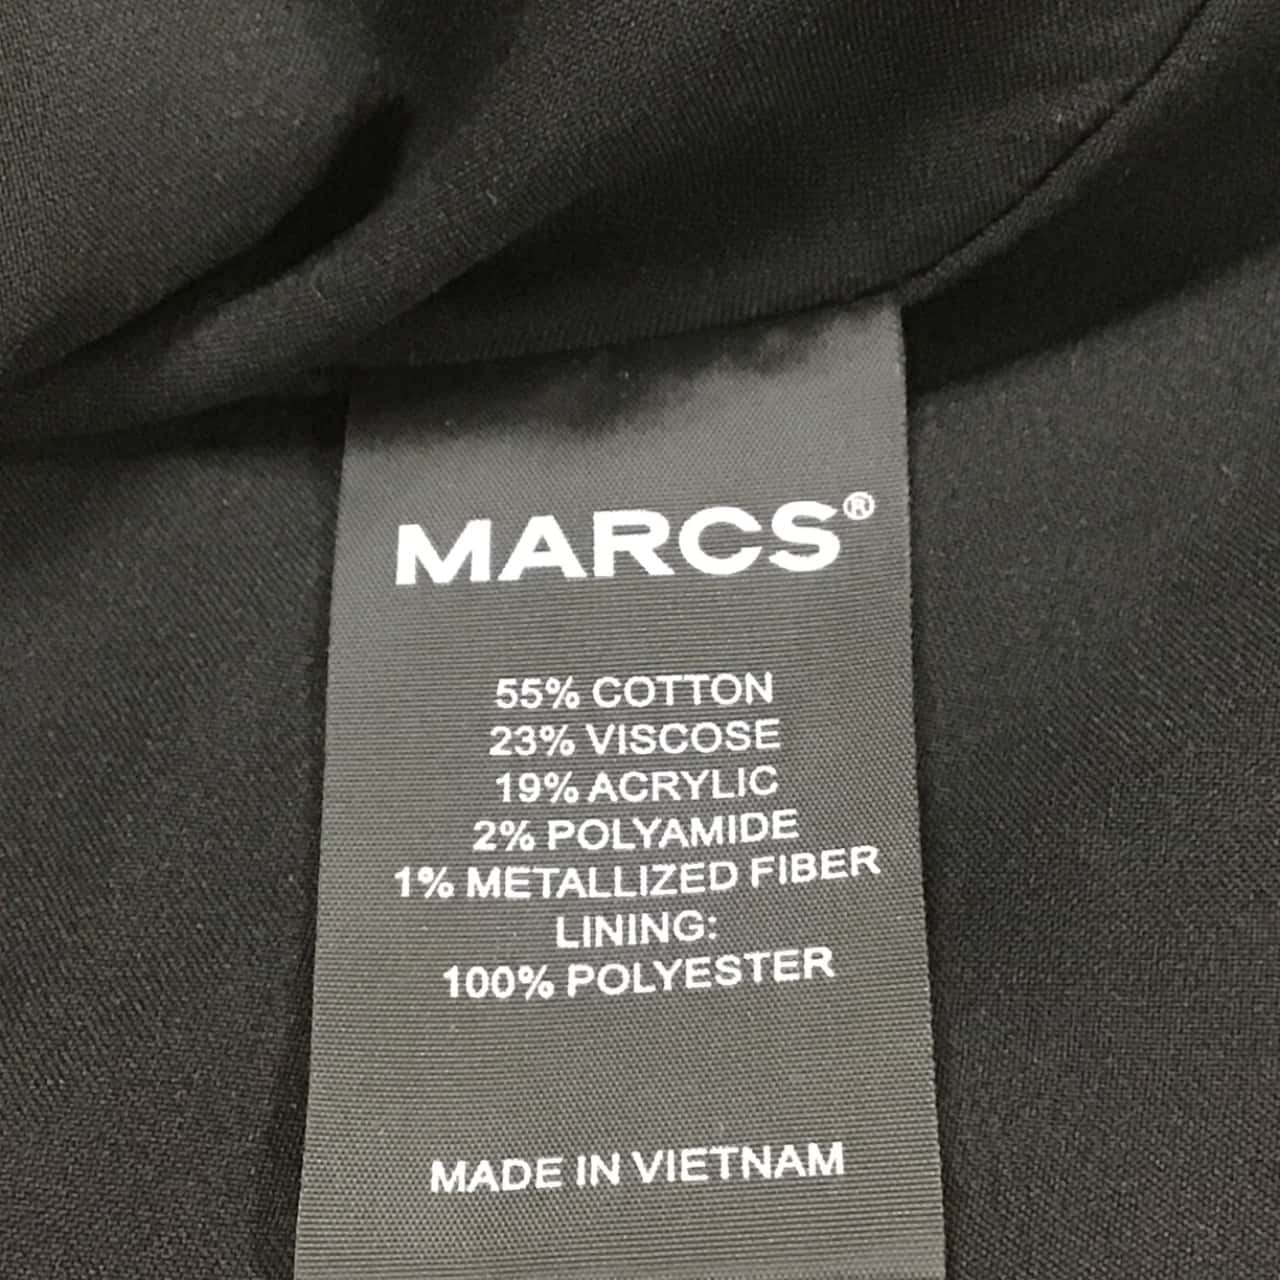 MARCS®
55% COTTON
23% VISCOSE
19% ACRYLIC
2% POLYAMIDE
1% METALLIZED FIBER
LINING:
100% POLYESTER
MADE IN VIETNAM